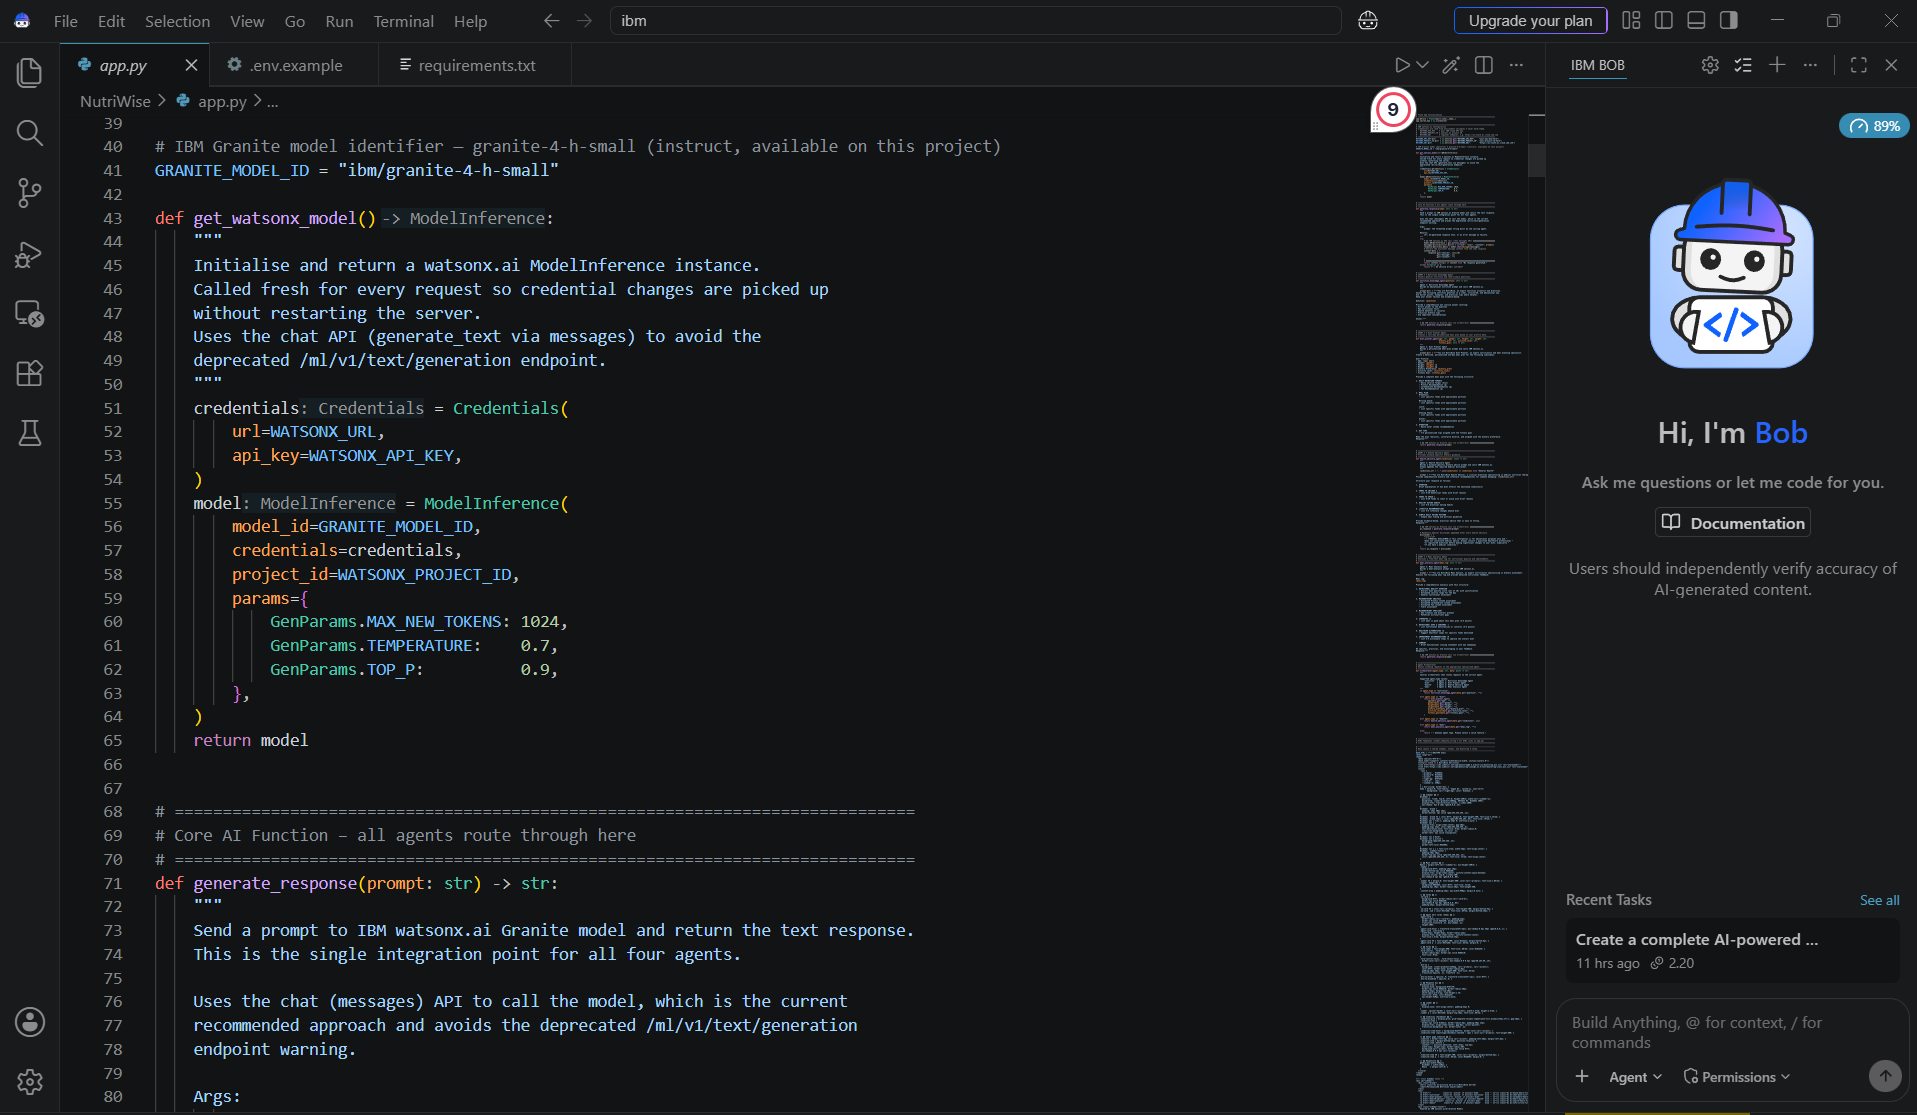 File Edit Selection View Go Run Terminal Help
ibm
Upgrade your plan
app.py
.env.example
requirements.txt
IBM BOB
NutriWise > app.py > ...
9
89%
39
40 # IBM Granite model identifier — granite-4-h-small (instruct, available on this project)
41 GRANITE_MODEL_ID = "ibm/granite-4-h-small"
42
43 def get_watsonx_model() -> ModelInference:
44 """
45 Initialise and return a watsonx.ai ModelInference instance.
46 Called fresh for every request so credential changes are picked up
47 without restarting the server.
48 Uses the chat API (generate_text via messages) to avoid the
49 deprecated /ml/v1/text/generation endpoint.
50 """
51 credentials: Credentials = Credentials(
52 url=WATSONX_URL,
53 api_key=WATSONX_API_KEY,
54 )
55 model: ModelInference = ModelInference(
56 model_id=GRANITE_MODEL_ID,
57 credentials=credentials,
58 project_id=WATSONX_PROJECT_ID,
59 params={
60 GenParams.MAX_NEW_TOKENS: 1024,
61 GenParams.TEMPERATURE: 0.7,
62 GenParams.TOP_P: 0.9,
63 },
64 )
65 return model
66
67
68 # =============================================================================
69 # Core AI Function — all agents route through here
70 # =============================================================================
71 def generate_response(prompt: str) -> str:
72 """
73 Send a prompt to IBM watsonx.ai Granite model and return the text response.
74 This is the single integration point for all four agents.
75
76 Uses the chat (messages) API to call the model, which is the current
77 recommended approach and avoids the deprecated /ml/v1/text/generation
78 endpoint warning.
79
80 Args:
</>
Hi, I'm Bob
Ask me questions or let me code for you.
Documentation
Users should independently verify accuracy of
AI-generated content.
Recent Tasks
See all
Create a complete AI-powered ...
11 hrs ago 2.20
Build Anything, @ for context, / for
commands
Agent
Permissions